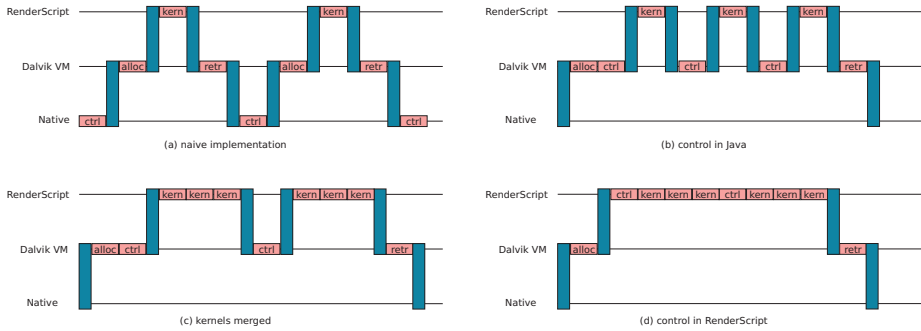 RenderScript kern kern
Dalvik VM alloc retr alloc retr
Native ctrl ctrl ctrl
(a) naive implementation
RenderScript kern kern kern
Dalvik VM alloc ctrl ctrl ctrl retr
Native
(b) control in Java
RenderScript kern kern kern kern kern kern
Dalvik VM alloc ctrl ctrl retr
Native
(c) kernels merged
RenderScript ctrl kern kern kern ctrl kern kern kern
Dalvik VM alloc retr
Native
(d) control in RenderScript